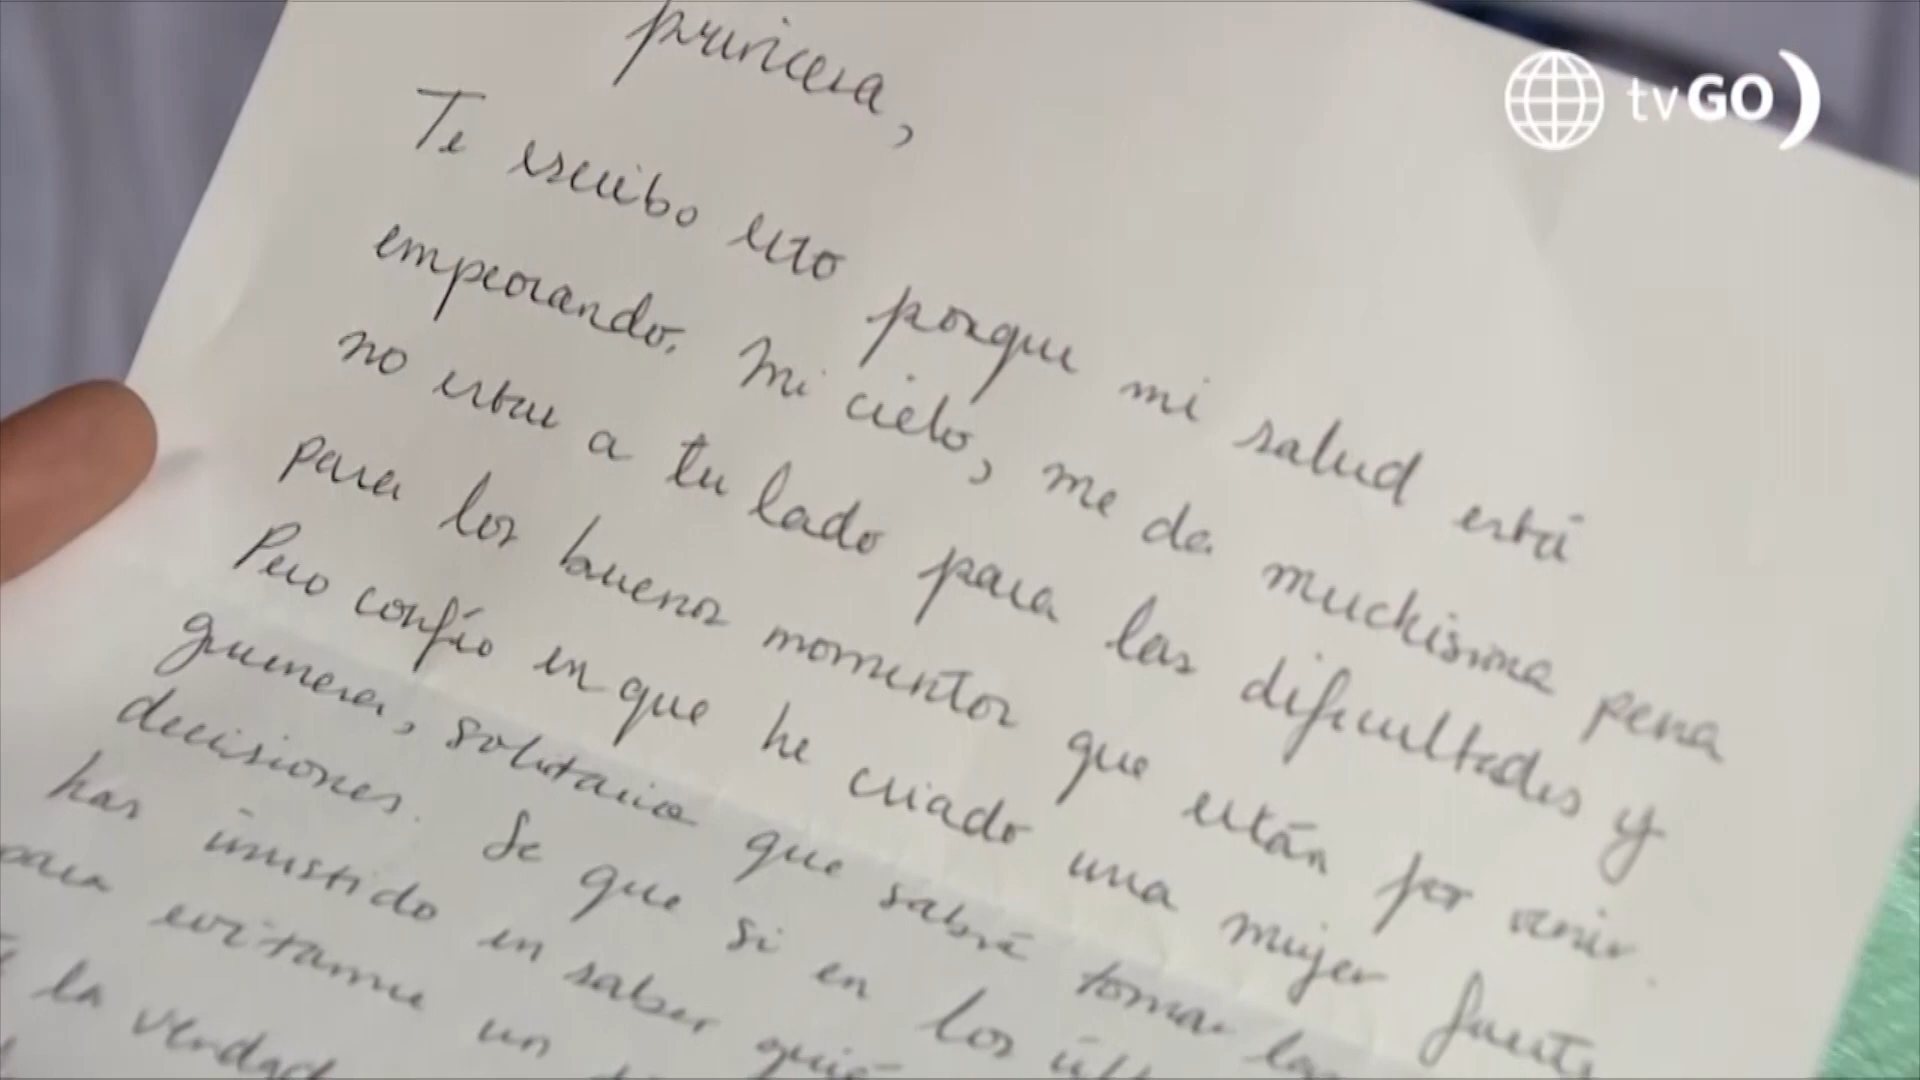 princesa,
tvGO
Te escribo esto porque mi salud está
empeorando. Mi cielo, me da muchísima pena
no estar a tu lado para las dificultades y
para los buenos momentos que están por venir.
Pero confío en que he criado una mujer fuerte
guerrera, solitaria que sabrá tomar las
decisiones. Se que si en los
has insistido en saber quié
para evitarme un
la verdad